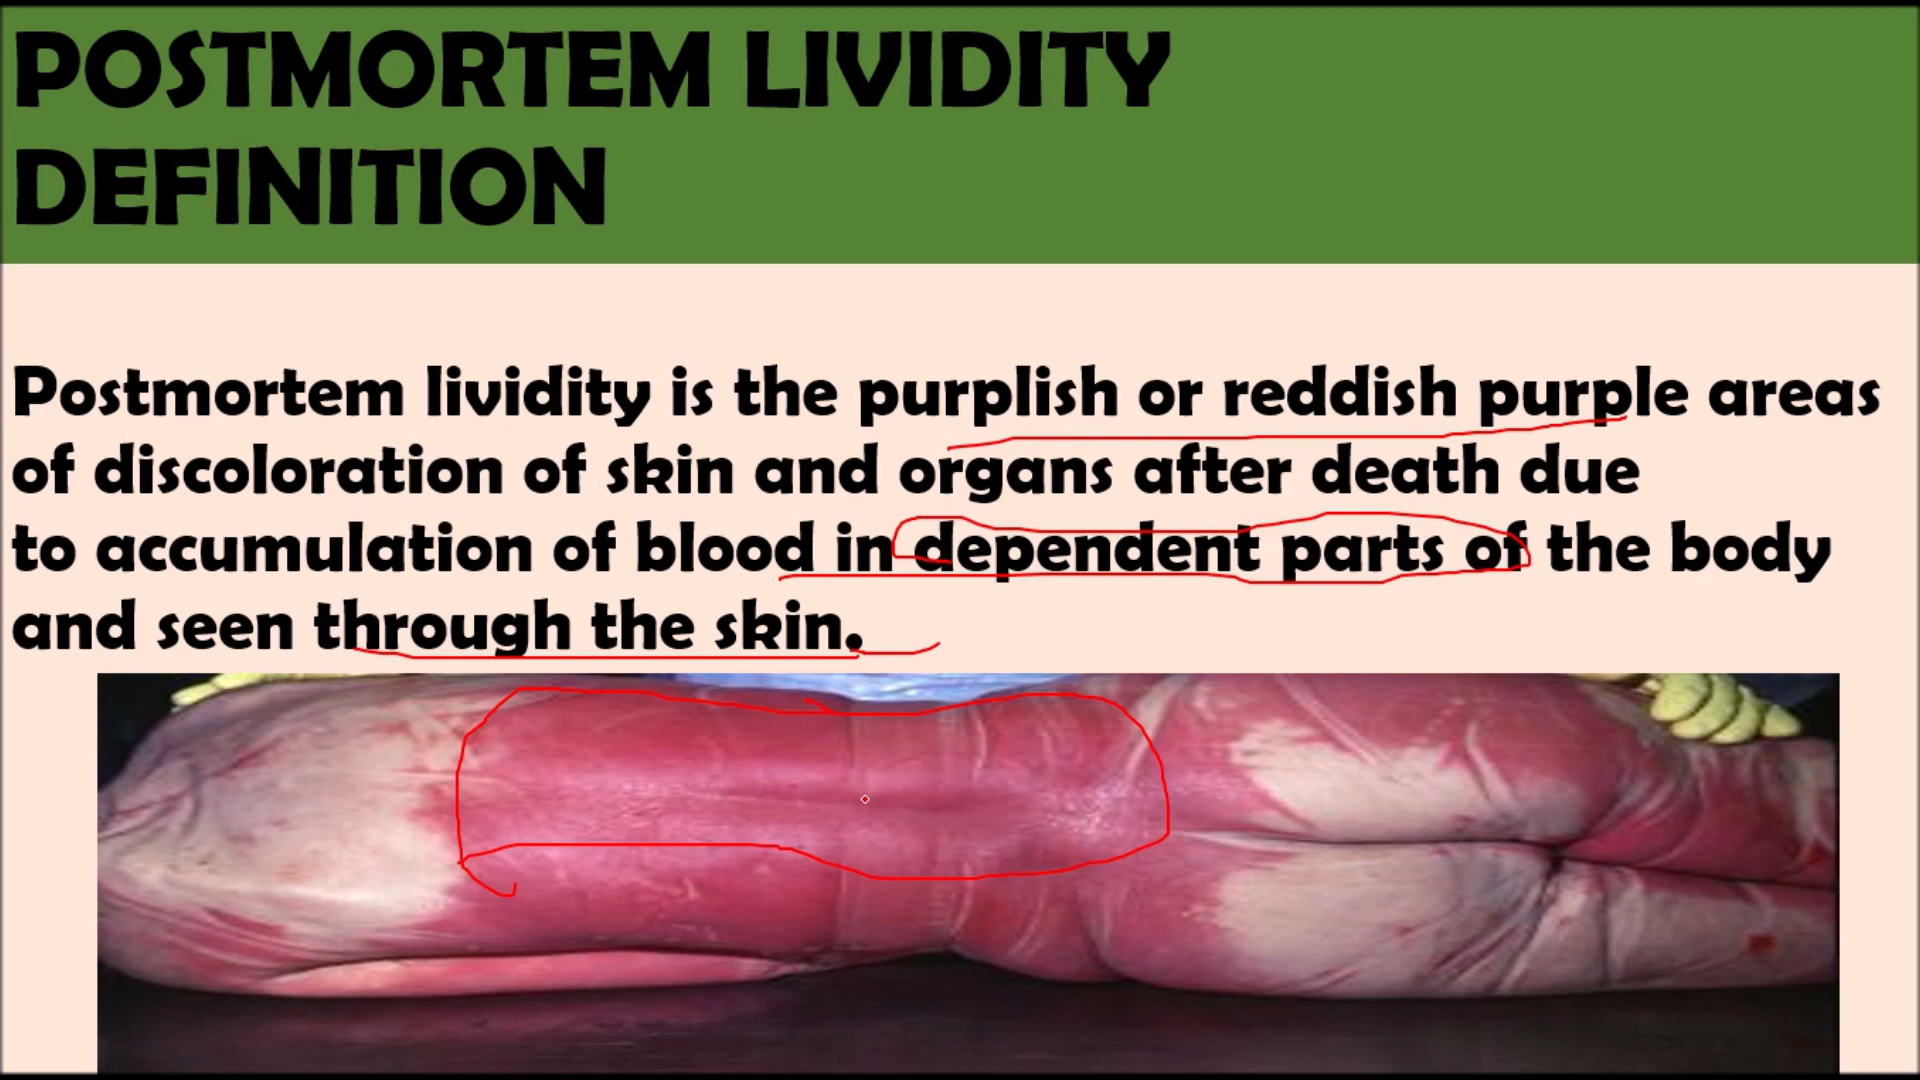 POSTMORTEM LIVIDITY
DEFINITION
Postmortem lividity is the purplish or reddish purple areas
of discoloration of skin and organs after death due
to accumulation of blood in dependent parts of the body
and seen through the skin.